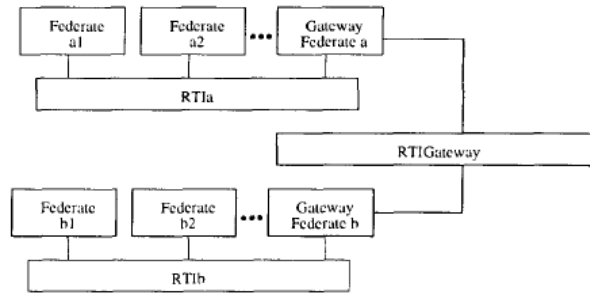 Federate
a1
Federate
a2
•••
Gateway
Federate a
RTIa
RTIGateway
Federate
b1
Federate
b2
•••
Gateway
Federate b
RTIb